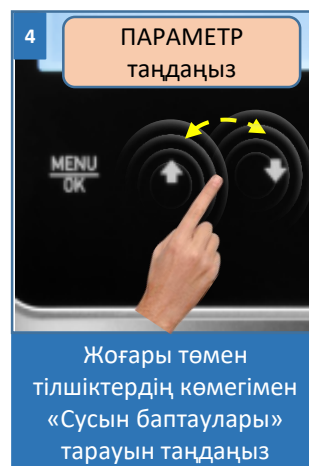 4
ПАРАМЕТР
таңдаңыз
MENU
OK
Жоғары төмен
тілшіктердің көмегімен
«Сусын баптаулары»
тарауын таңдаңыз